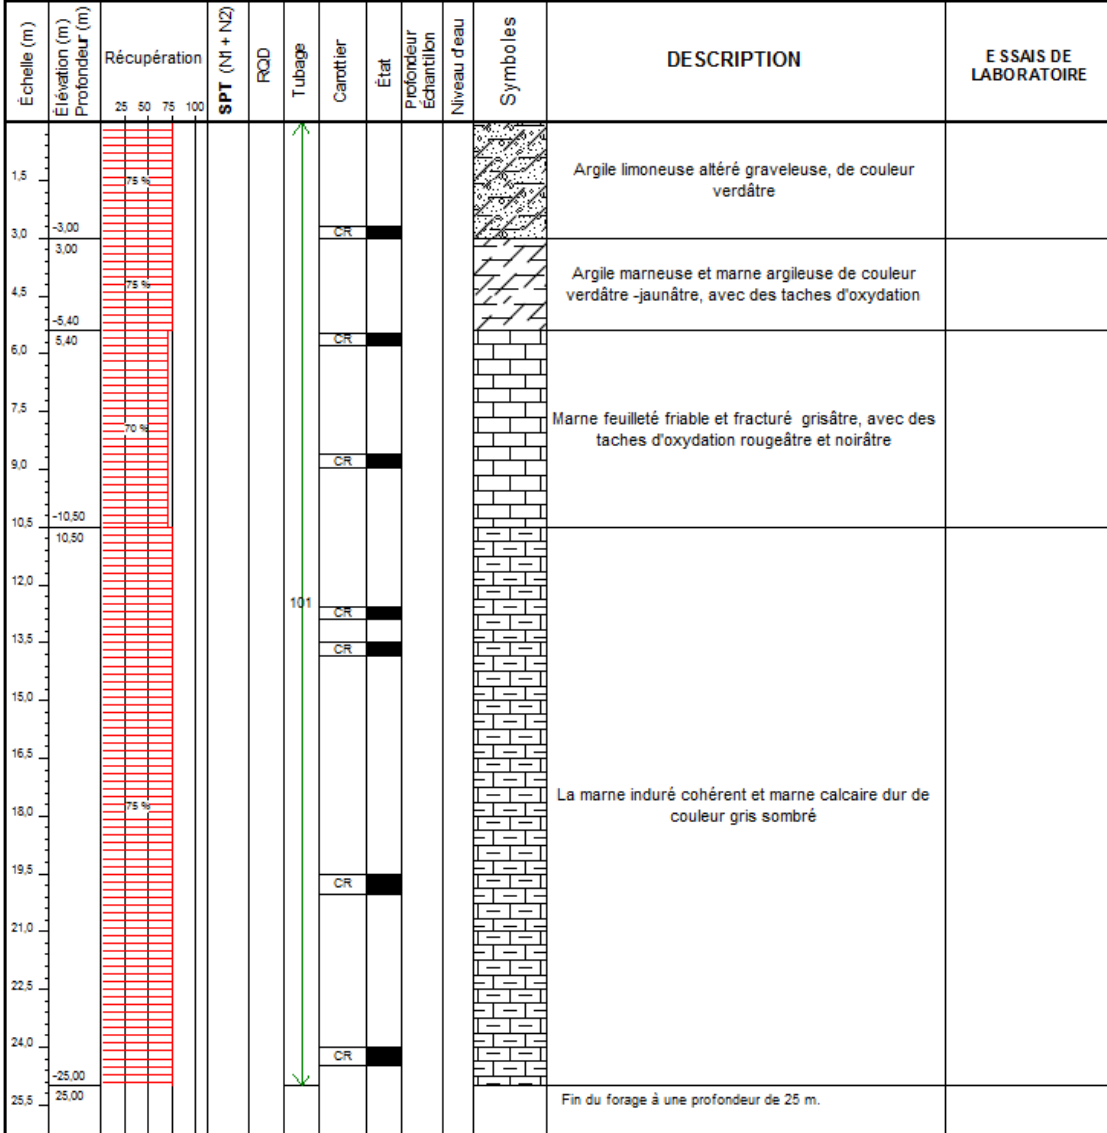 Échelle (m)
Élévation (m)
Profondeur (m)
Récupération
25 50 75 100
SPT (N1 + N2)
RQD
Tubage
Carottier
État
Profondeur
Échantillon
Niveau d'eau
Symboles
DESCRIPTION
ESSAIS DE
LABORATOIRE
1,5
75 %
Argile limoneuse altéré graveleuse, de couleur
verdâtre
-3,00
3,0
CR
3,00
75 %
Argile marneuse et marne argileuse de couleur
verdâtre -jaunâtre, avec des taches d'oxydation
4,5
-5,40
5,40
CR
6,0
7,5
70 %
Marne feuilleté friable et fracturé grisâtre, avec des
taches d'oxydation rougeâtre et noirâtre
CR
9,0
-10,50
10,5
10,50
12,0
101
CR
13,5
CR
15,0
16,5
75 %
La marne induré cohérent et marne calcaire dur de
couleur gris sombré
18,0
19,5
CR
21,0
22,5
24,0
CR
-25,00
25,00
25,5
Fin du forage à une profondeur de 25 m.